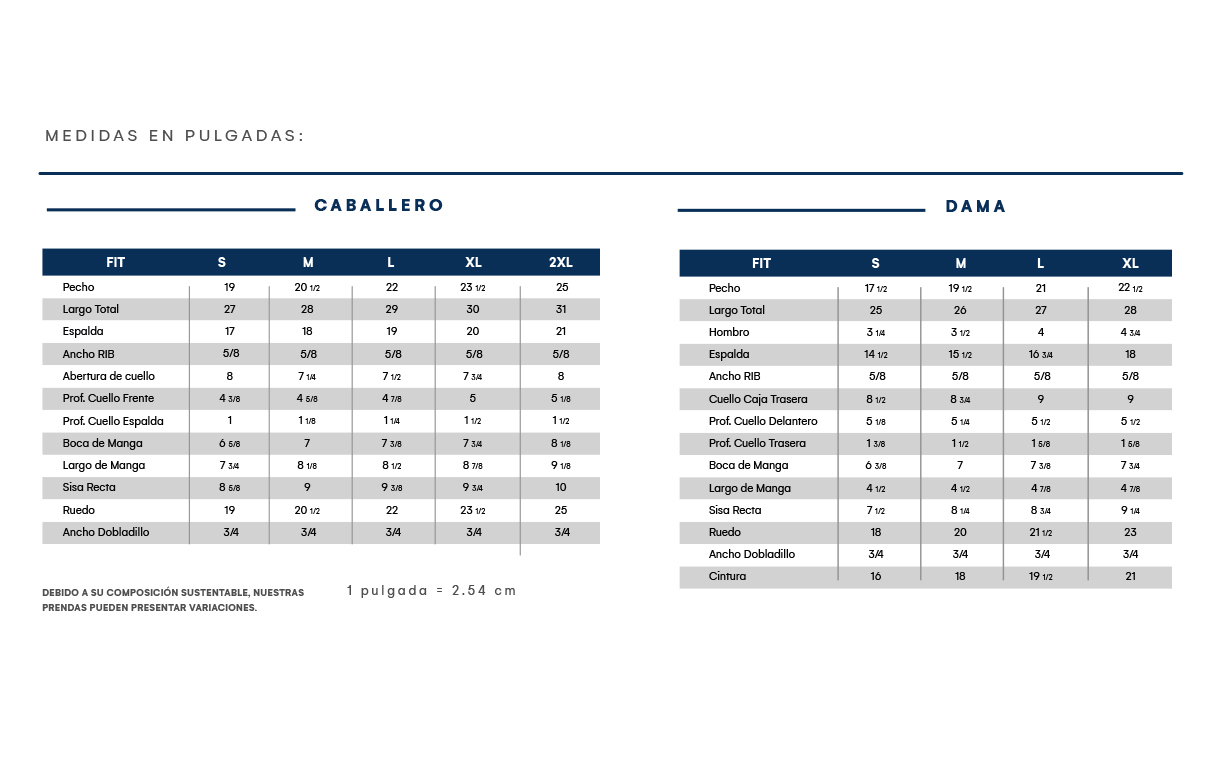 MEDIDAS EN PULGADAS:
CABALLERO
FIT S M L XL 2XL
Pecho 19 20 1/2 22 23 1/2 25
Largo Total 27 28 29 30 31
Espalda 17 18 19 20 21
Ancho RIB 5/8 5/8 5/8 5/8 5/8
Abertura de cuello 8 7 1/4 7 1/2 7 3/4 8
Prof. Cuello Frente 4 3/8 4 5/8 4 7/8 5 5 1/8
Prof. Cuello Espalda 1 1 1/8 1 1/4 1 1/2 1 1/2
Boca de Manga 6 5/8 7 7 3/8 7 3/4 8 1/8
Largo de Manga 7 3/4 8 1/8 8 1/2 8 7/8 9 1/8
Sisa Recta 8 5/8 9 9 3/8 9 3/4 10
Ruedo 19 20 1/2 22 23 1/2 25
Ancho Dobladillo 3/4 3/4 3/4 3/4 3/4
DEBIDO A SU COMPOSICIÓN SUSTENTABLE, NUESTRAS
PRENDAS PUEDEN PRESENTAR VARIACIONES.
1 pulgada = 2.54 cm
DAMA
FIT S M L XL
Pecho 17 1/2 19 1/2 21 22 1/2
Largo Total 25 26 27 28
Hombro 3 1/4 3 1/2 4 4 3/4
Espalda 14 1/2 15 1/2 16 3/4 18
Ancho RIB 5/8 5/8 5/8 5/8
Cuello Caja Trasera 8 1/2 8 3/4 9 9
Prof. Cuello Delantero 5 1/8 5 1/4 5 1/2 5 1/2
Prof. Cuello Trasera 1 3/8 1 1/2 1 5/8 1 5/8
Boca de Manga 6 3/8 7 7 3/8 7 3/4
Largo de Manga 4 1/2 4 1/2 4 7/8 4 7/8
Sisa Recta 7 1/2 8 1/4 8 3/4 9 1/4
Ruedo 18 20 21 1/2 23
Ancho Dobladillo 3/4 3/4 3/4 3/4
Cintura 16 18 19 1/2 21